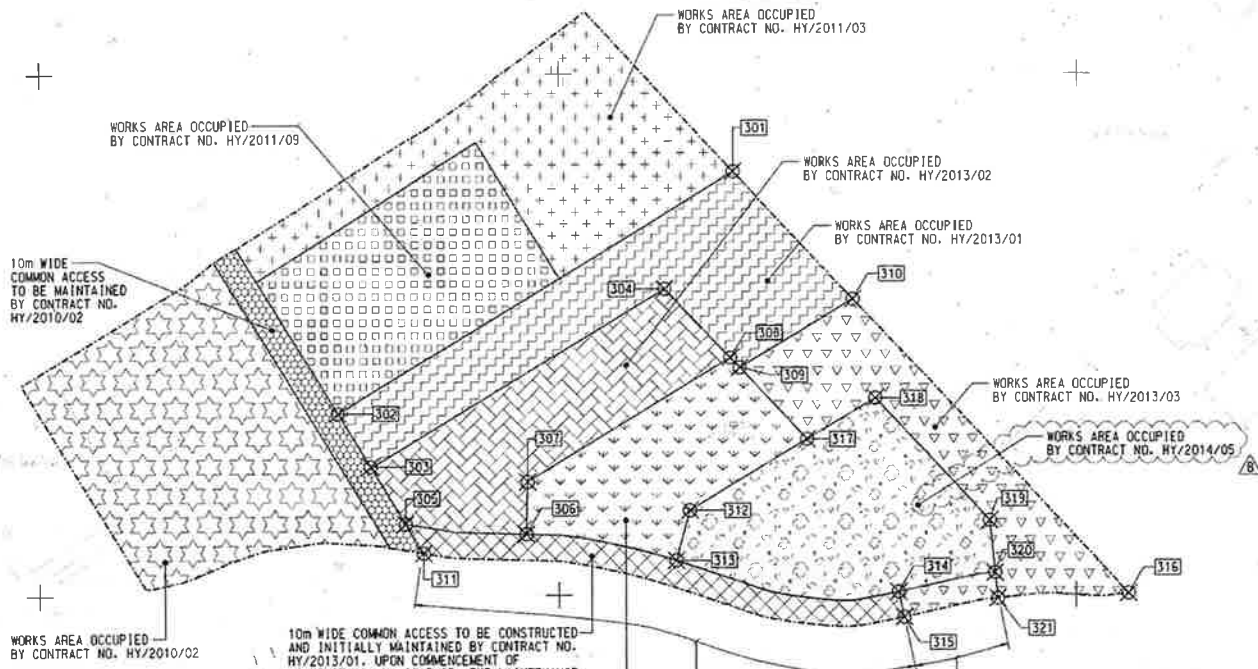 WORKS AREA OCCUPIED
BY CONTRACT NO. HY/2011/03
WORKS AREA OCCUPIED
BY CONTRACT NO. HY/2011/09
301
WORKS AREA OCCUPIED
BY CONTRACT NO. HY/2013/02
WORKS AREA OCCUPIED
BY CONTRACT NO. HY/2013/01
10m WIDE
COMMON ACCESS
TO BE MAINTAINED
BY CONTRACT NO.
HY/2010/02
304
310
308
309
WORKS AREA OCCUPIED
BY CONTRACT NO. HY/2013/03
318
302
317
WORKS AREA OCCUPIED
BY CONTRACT NO. HY/2014/05
B
307
303
305
306
312
319
313
320
311
314
315
321
316
WORKS AREA OCCUPIED
BY CONTRACT NO. HY/2010/02
10m WIDE COMMON ACCESS TO BE CONSTRUCTED
AND INITIALLY MAINTAINED BY CONTRACT NO.
HY/2013/01. UPON COMMENCEMENT OF